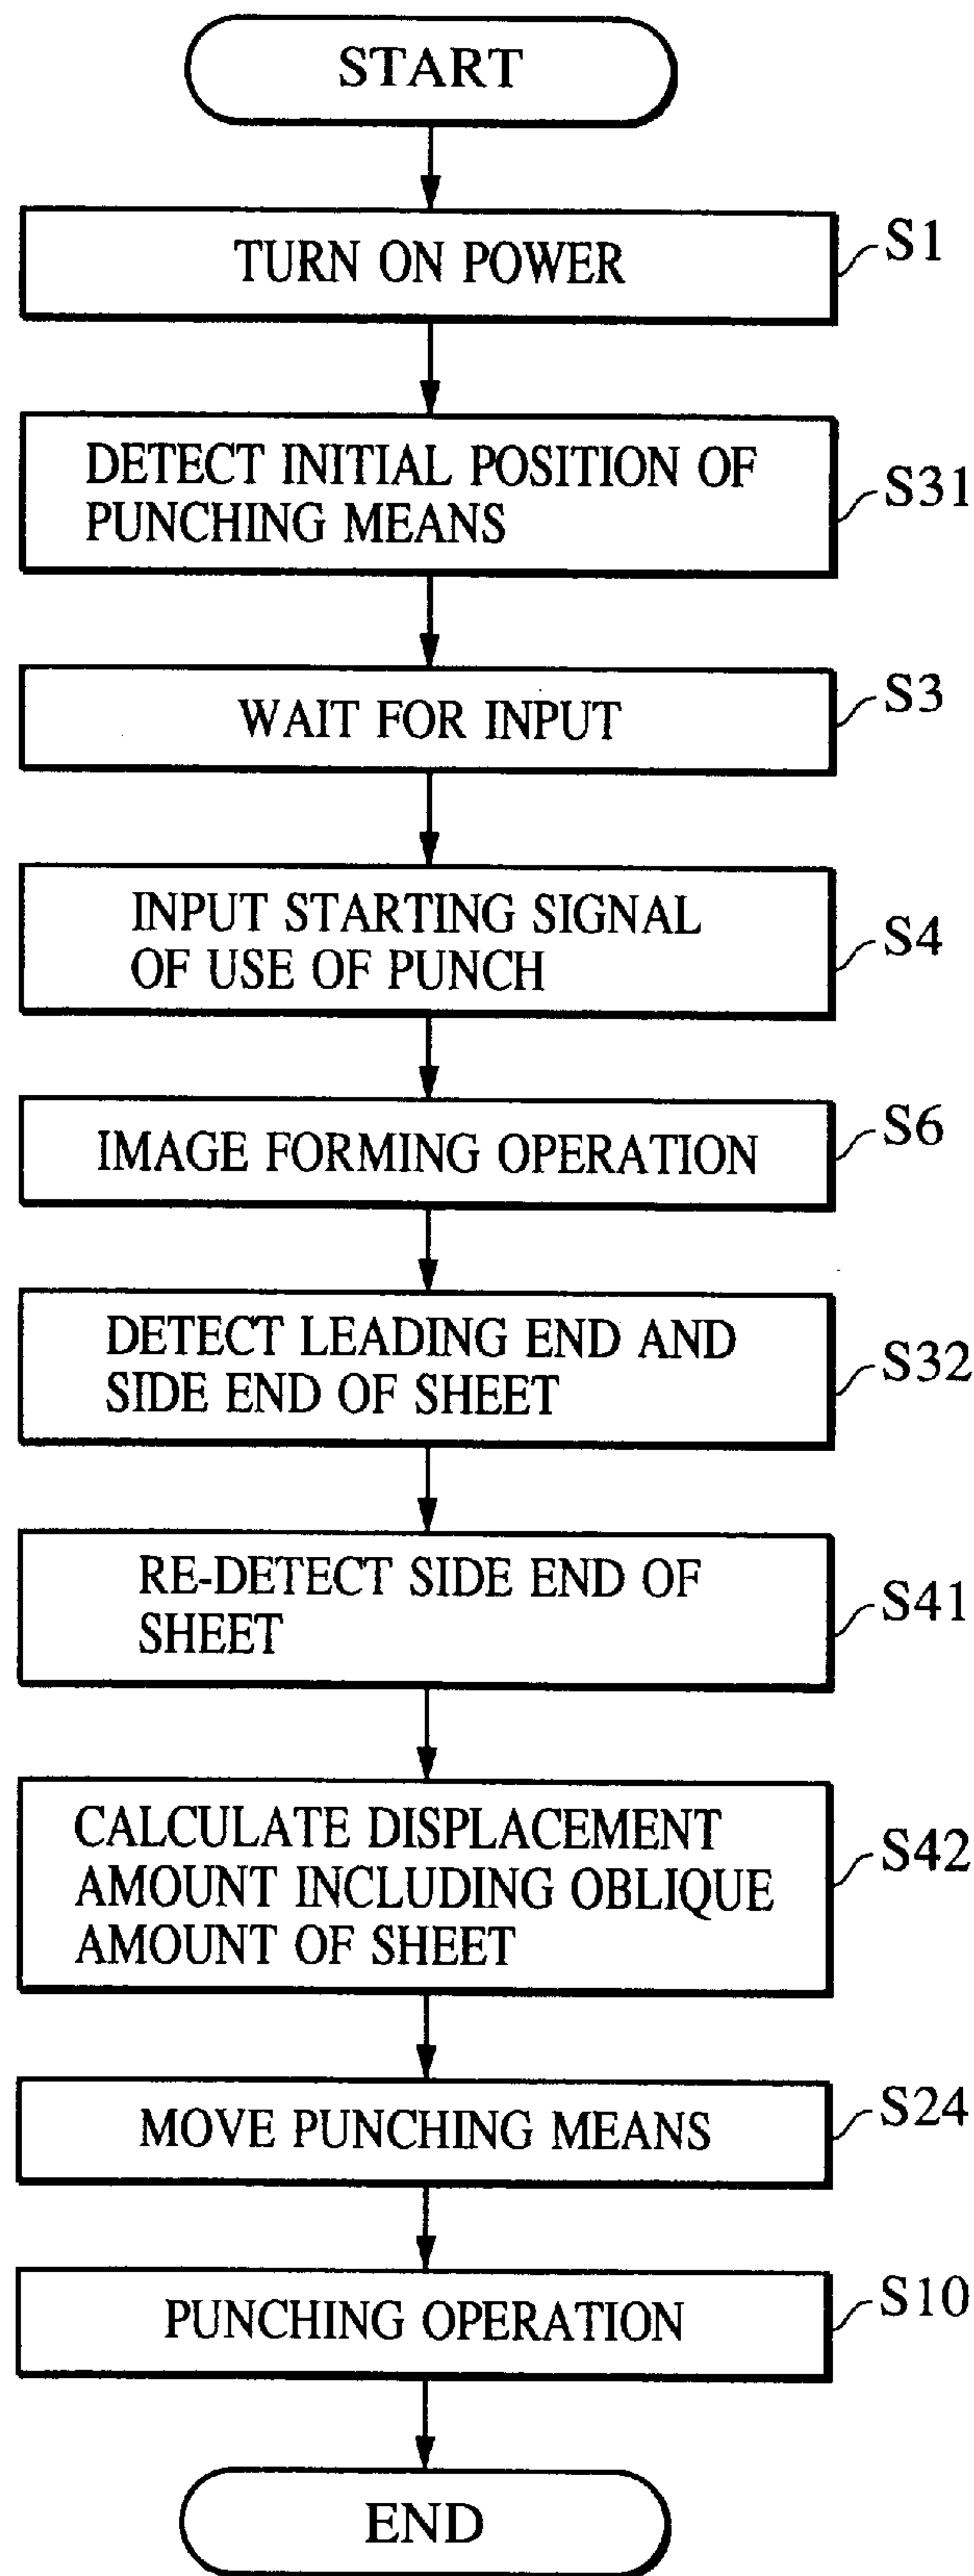 START
TURN ON POWER
S1
DETECT INITIAL POSITION OF
PUNCHING MEANS
S31
WAIT FOR INPUT
S3
INPUT STARTING SIGNAL
OF USE OF PUNCH
S4
IMAGE FORMING OPERATION
S6
DETECT LEADING END AND
SIDE END OF SHEET
S32
RE-DETECT SIDE END OF
SHEET
S41
CALCULATE DISPLACEMENT
AMOUNT INCLUDING OBLIQUE
AMOUNT OF SHEET
S42
MOVE PUNCHING MEANS
S24
PUNCHING OPERATION
S10
END